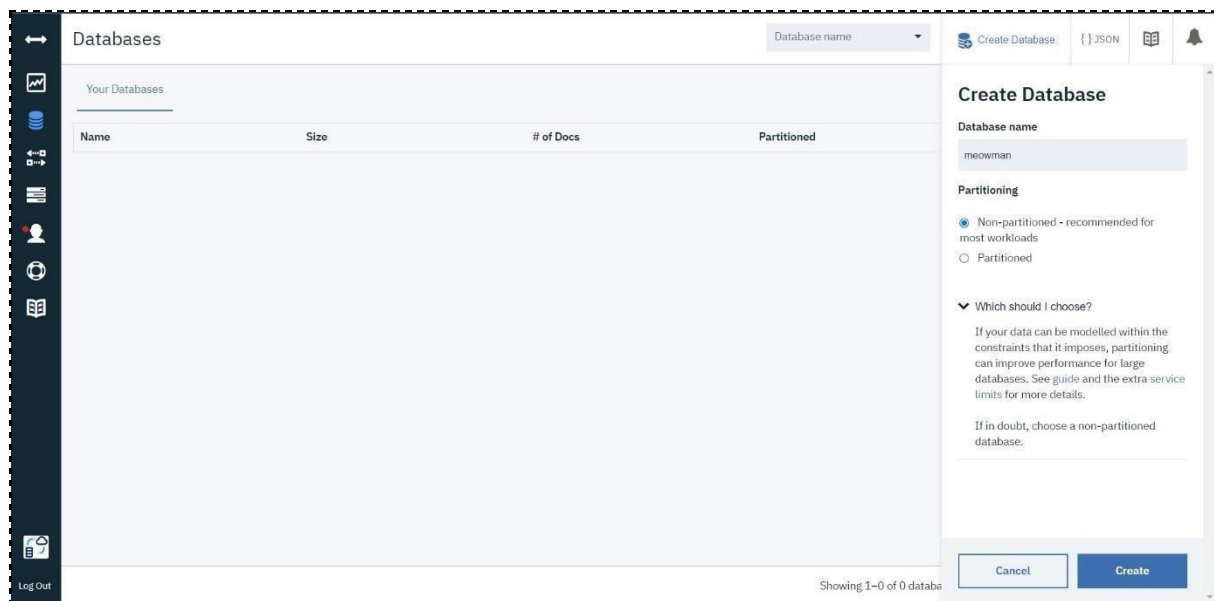 Databases
Database name
Create Database
{ } JSON
Your Databases
Name Size # of Docs Partitioned
Create Database
Database name
meowman
Partitioning
Non-partitioned - recommended for
most workloads
Partitioned
Which should I choose?
If your data can be modelled within the
constraints that it imposes, partitioning
can improve performance for large
databases. See guide and the extra service
limits for more details.
If in doubt, choose a non-partitioned
database.
Cancel
Create
Log Out
Showing 1–0 of 0 databa